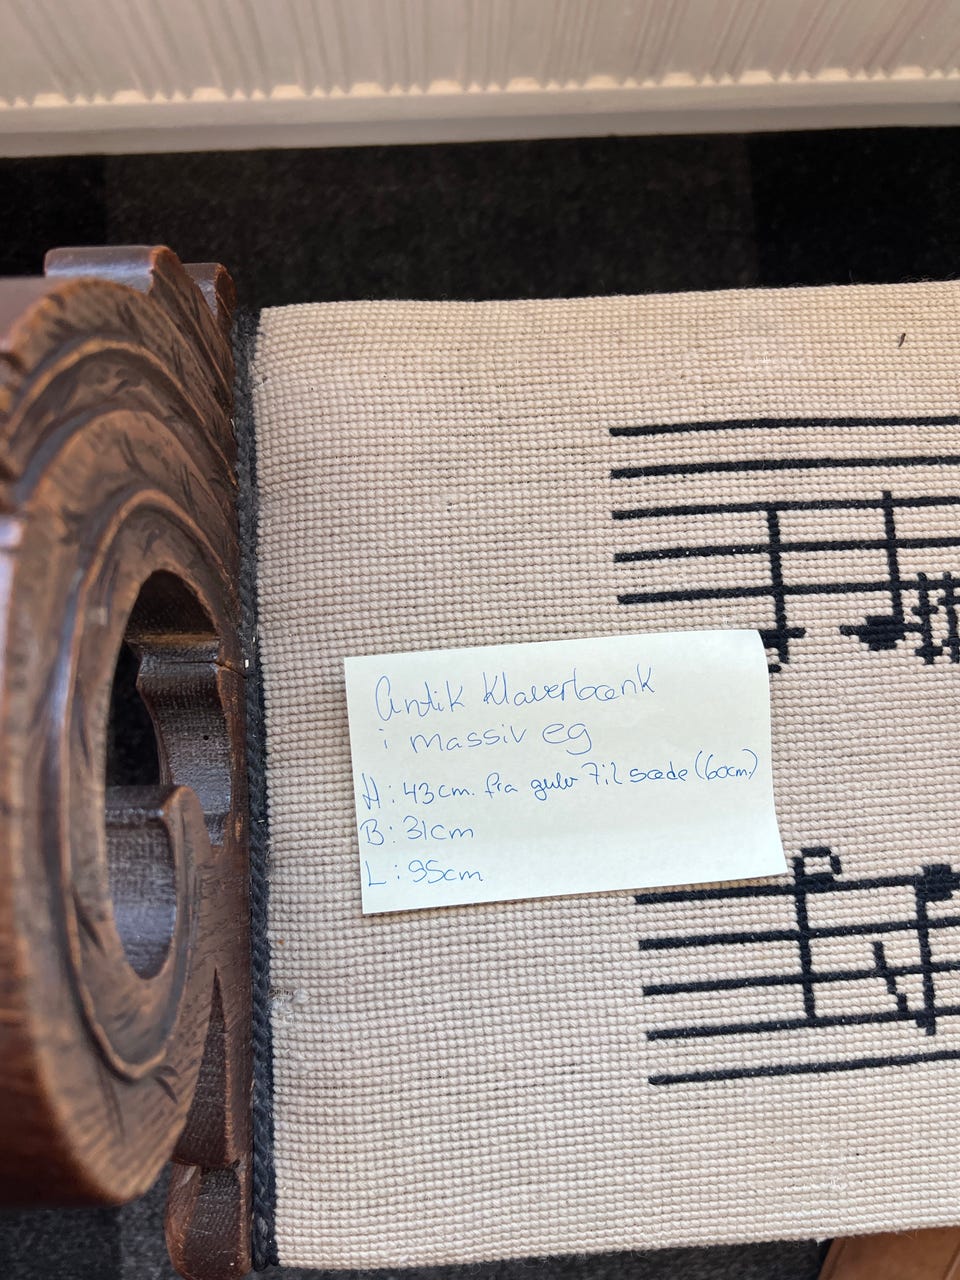 Antik Klaverbænk
i massiv eg
H: 43cm. fra gulv til sæde (60cm)
B: 31cm
L: 95cm